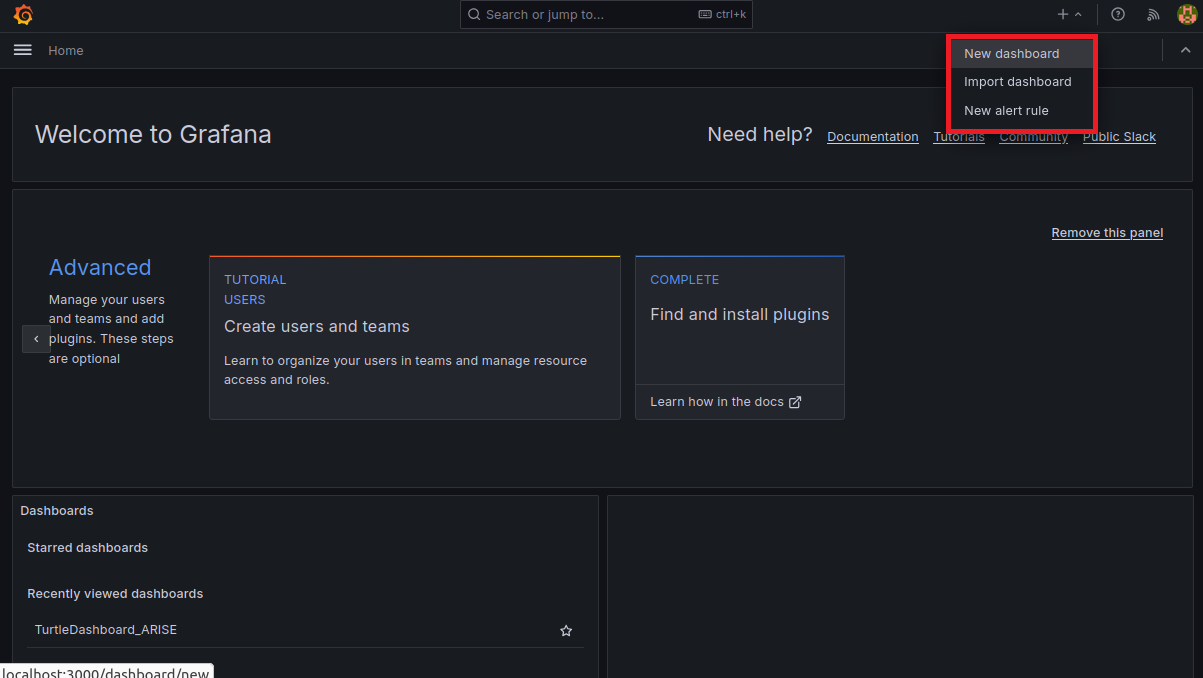 Search or jump to...
ctrl+k
Home
New dashboard
Import dashboard
New alert rule
Welcome to Grafana
Need help?
Documentation
Tutorials
Community
Public Slack
Remove this panel
Advanced
Manage your users
and teams and add
plugins. These steps
are optional
TUTORIAL
USERS
Create users and teams
Learn to organize your users in teams and manage resource
access and roles.
COMPLETE
Find and install plugins
Learn how in the docs
Dashboards
Starred dashboards
Recently viewed dashboards
TurtleDashboard_ARISE
localhost:3000/dashboard/new